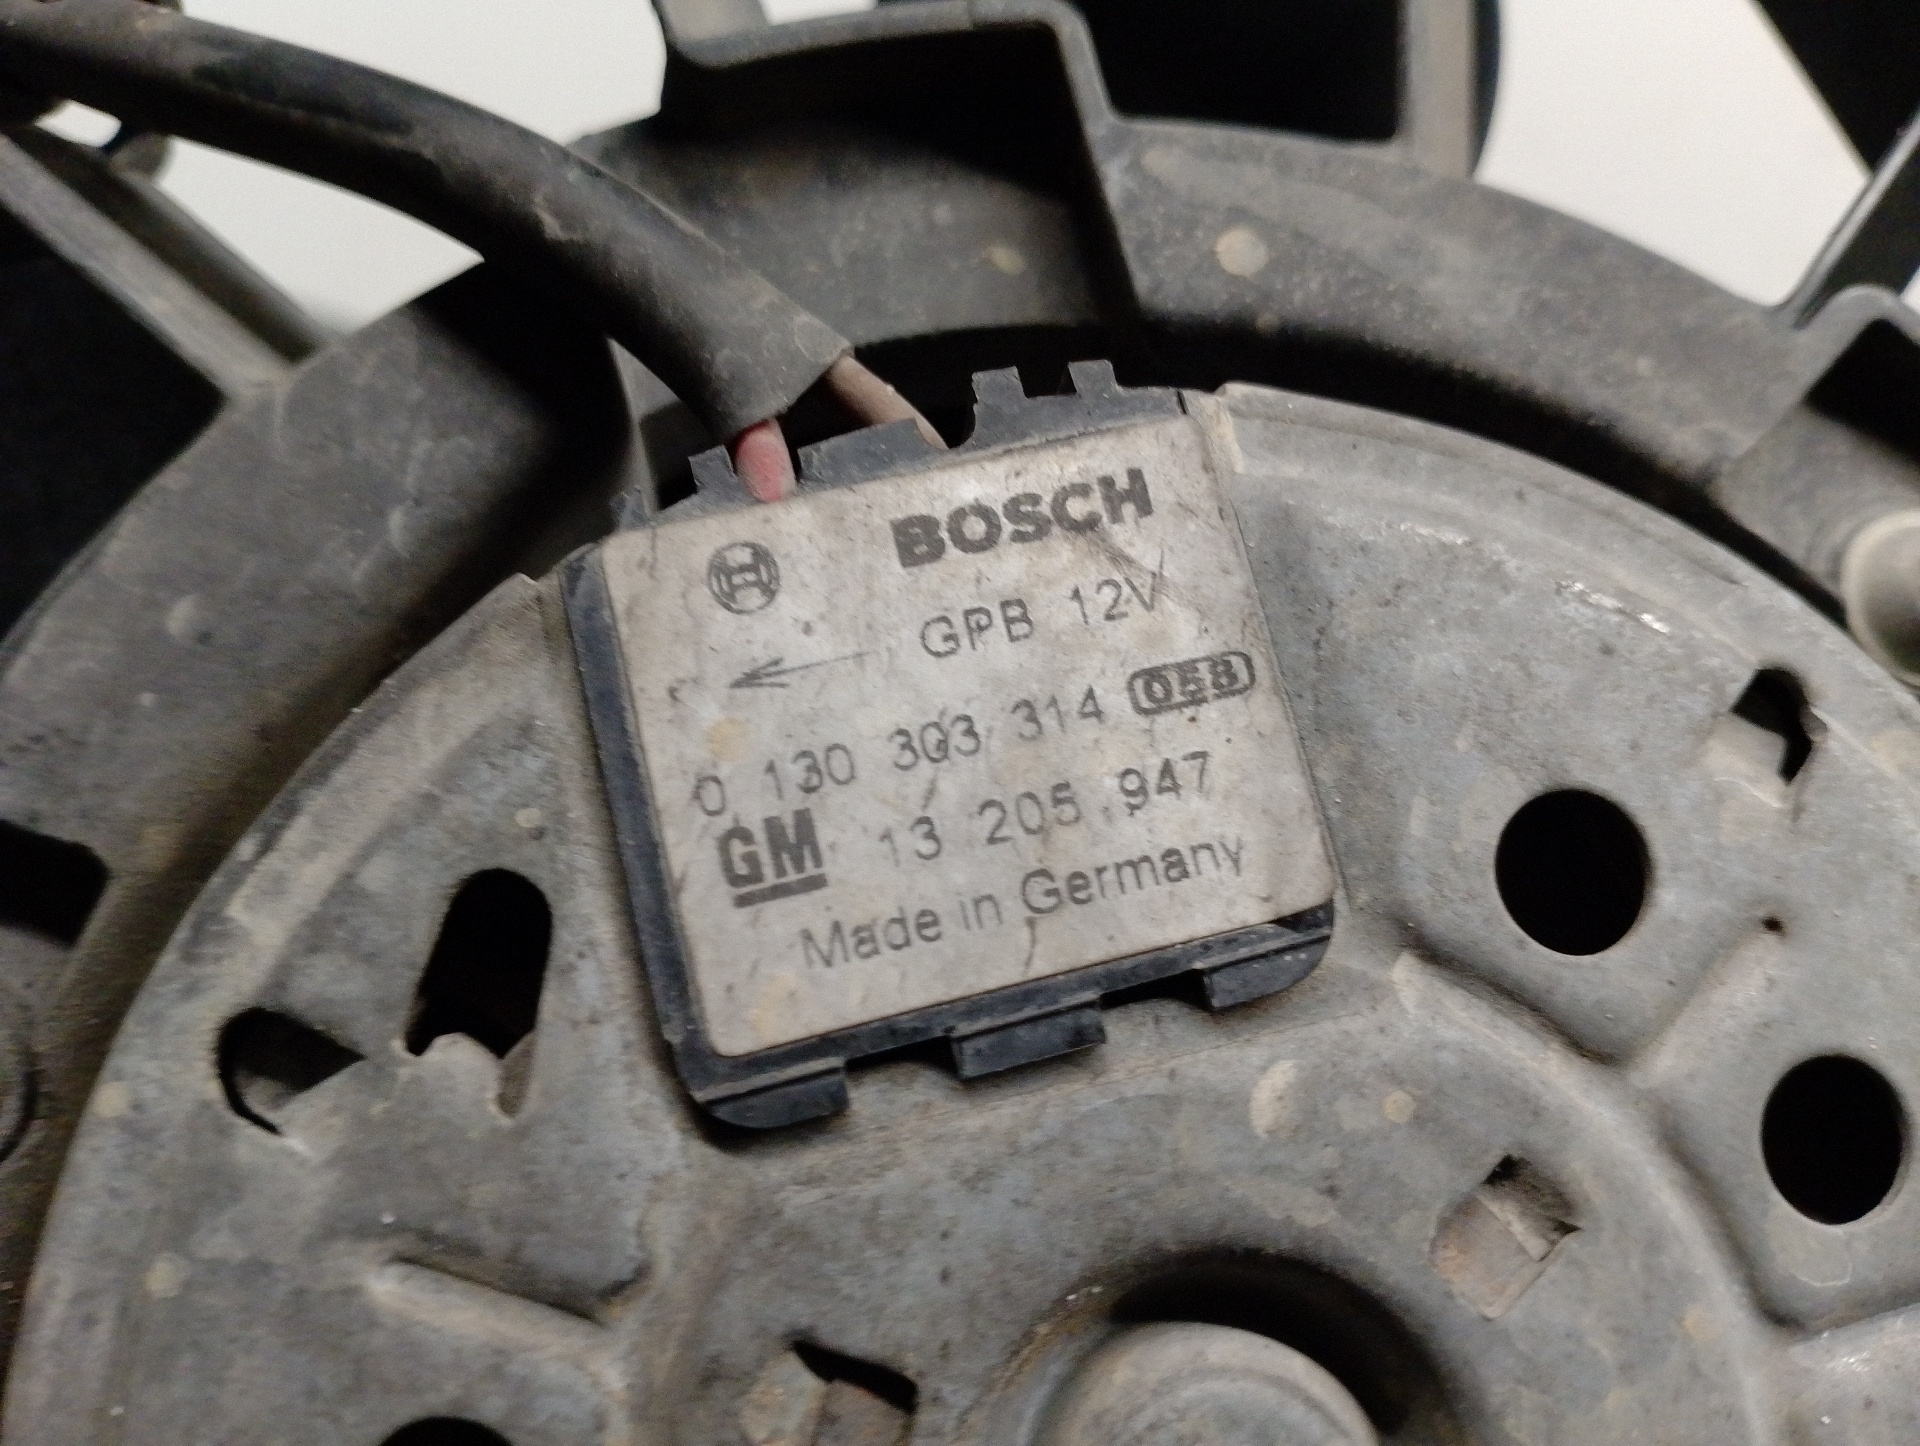 BOSCH
GPB 12V
0 130 303 314 058
GM 13 205 947
Made in Germany